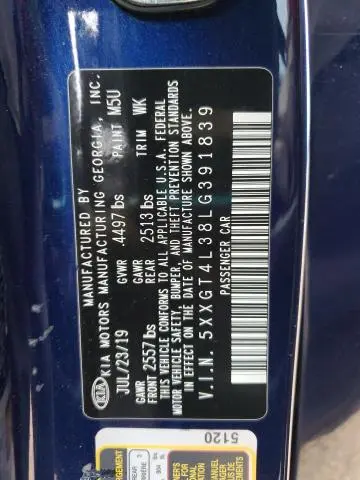 MANUFACTURED BY
KIA KIA MOTORS MANUFACTURING GEORGIA, INC.
JUL/23/19 GVWR 4497 lbs PAINT M5U
GAWR FRONT 2557 lbs GAWR REAR 2513 lbs TRIM WK
THIS VEHICLE CONFORMS TO ALL APPLICABLE U.S.A. FEDERAL
MOTOR VEHICLE SAFETY, BUMPER, AND THEFT PREVENTION STANDARDS
IN EFFECT ON THE DATE OF MANUFACTURE SHOWN ABOVE.
V.I.N. 5XXGT4L38LG391839
PASSENGER CAR
5120
REAR
2